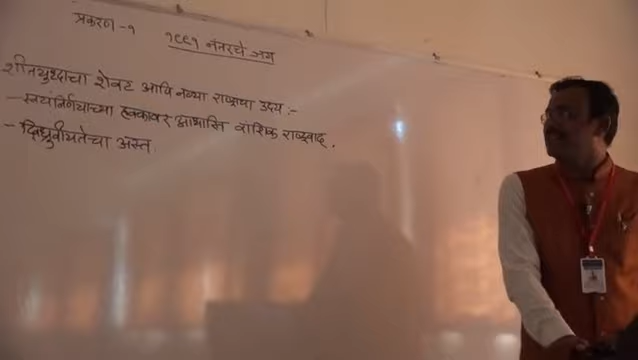 प्रकरण -१
१९९१ नंतरचे जग
शीतयुध्दाचा शेवट आणि नव्या राष्ट्राचा उदय :-
- स्वयंनिर्णयाच्या हक्कावर आधारित वांशिक राष्ट्रवाद.
- द्विध्रुवीयतेचा अस्त